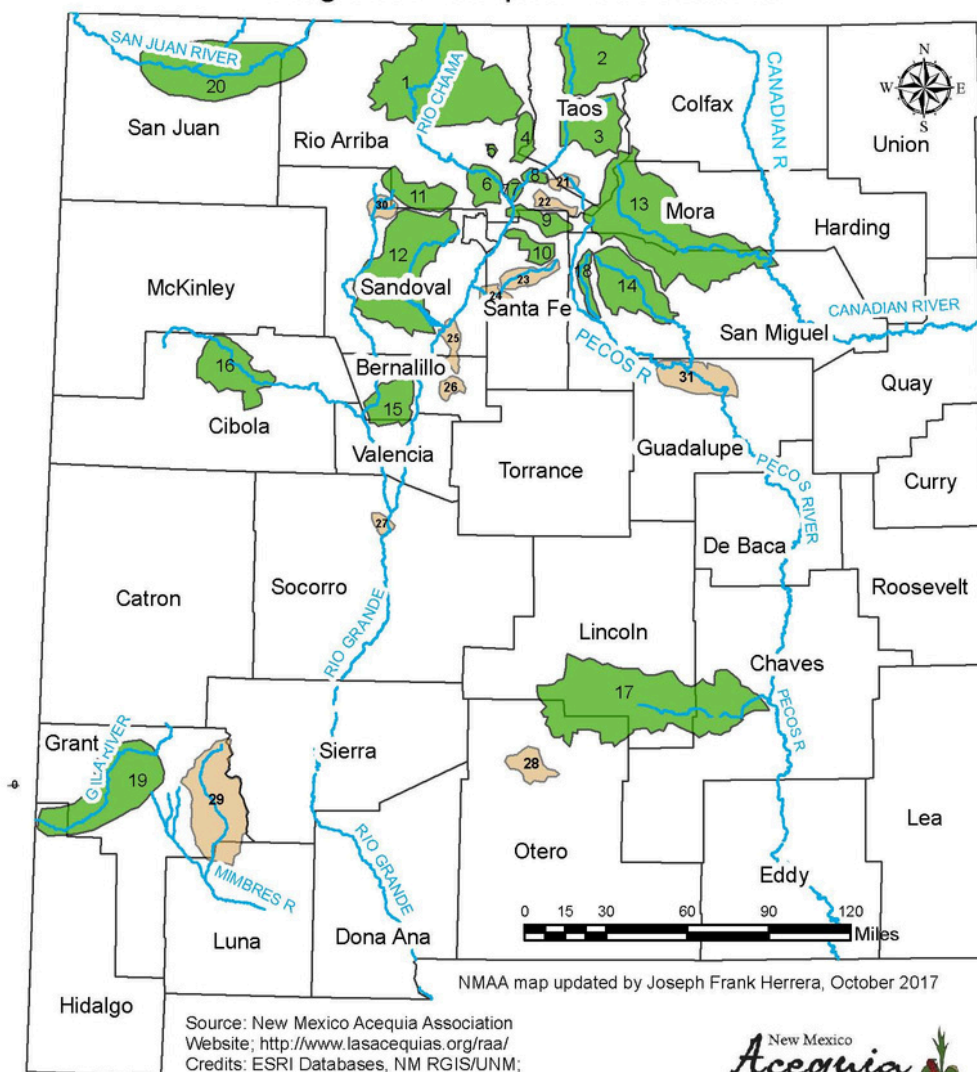 SAN JUAN RIVER
20
San Juan
1
RIO CHAMA
2
Taos
3
Colfax
CANADIAN R
N
W
E
S
Union
Rio Arriba
4
5
6
7
8
21
22
9
11
30
13
Mora
Harding
12
10
23
24
18
14
McKinley
Sandoval
Santa Fe
CANADIAN RIVER
San Miguel
25
PECOS R
Bernalillo
16
26
31
Quay
15
Cibola
Valencia
Guadalupe
Torrance
PECOS RIVER
Curry
27
De Baca
Catron
Socorro
Roosevelt
RIO GRANDE
Lincoln
17
Chaves
PECOS R
Grant
GILA RIVER
Sierra
19
29
28
Lea
Otero
RIO GRANDE
Eddy
MIMBRES R
0 15 30 60 90 120
Miles
Luna
Dona Ana
NMAA map updated by Joseph Frank Herrera, October 2017
Hidalgo
Source: New Mexico Acequia Association
Website; http://www.lasacequias.org/raa/
Credits: ESRI Databases, NM RGIS/UNM;
New Mexico
Acequia